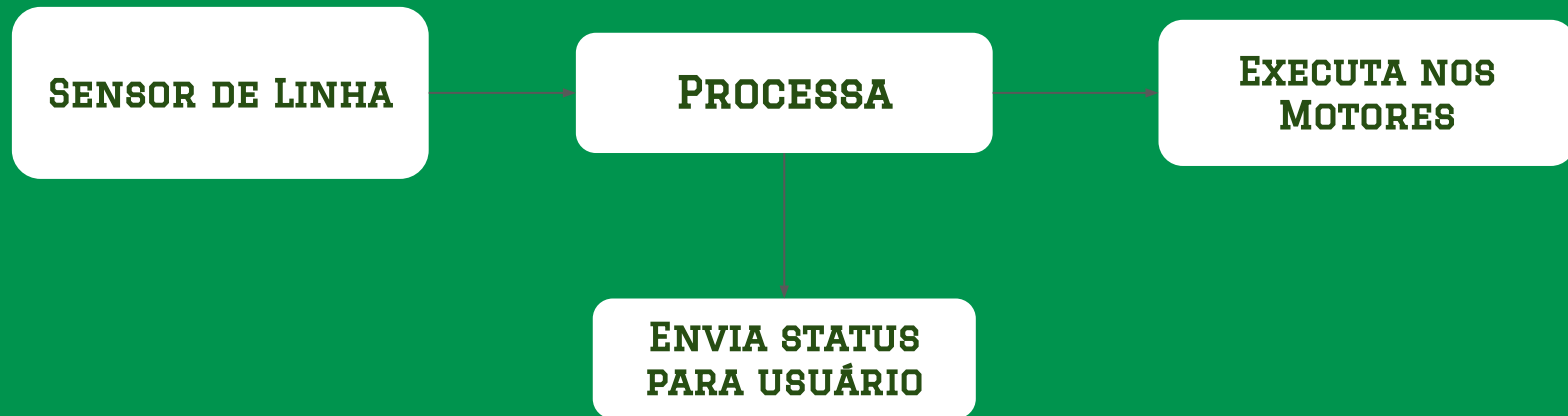 Sensor de Linha
Processa
Executa nos
Motores
Envia status
para usuário